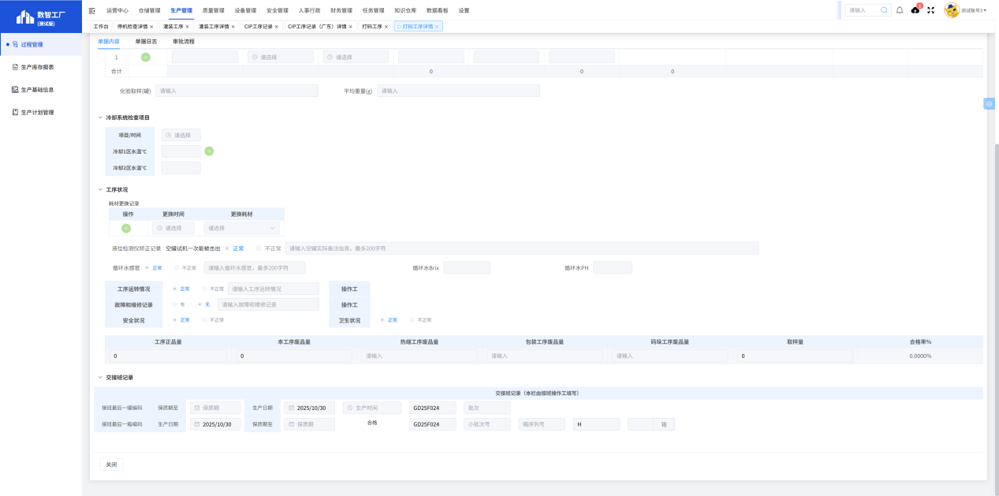 数智工厂
(测试版)
运营中心 仓储管理 生产管理 质量管理 设备管理 安全管理 人事行政 财务管理 任务管理 知识仓库 数据看板 设置
请输入 1 测试账号3
工作台 停机检查详情 × 灌装工序 × 灌装工序详情 × CIP工序记录 × CIP工序记录（广东）详情 × 打码工序 × 打码工序详情 ×
过程管理
生产库存报表
生产基础信息
生产计划管理
单据内容 单据日志 审批流程
1 请选择 请选择
合计 0 0 0
化验取样(罐) 请输入 平均重量(g) 请输入
冷却系统检查项目
项目/时间 请选择
冷却1区水温℃
冷却2区水温℃
工序状况
耗材更换记录
操作 更换时间 更换耗材
请选择 请选择
液位检测仪矫正记录 空罐试机一次能被击出 正常 不正常 请输入空罐实际备注信息，最多200字符
循环水感官 正常 不正常 请输入循环水感官，最多200字符 循环水Brix 循环水PH
工序运转情况 正常 不正常 请输入工序运转情况 操作工
故障和维修记录 有 无 请输入故障和维修记录 操作工
安全状况 正常 不正常 卫生状况 正常 不正常
工序正品量 本工序废品量 热缩工序废品量 包装工序废品量 码垛工序废品量 取样量 合格率%
0 0 请输入 请输入 请输入 0 0.0000%
交接班记录
交接班记录（本栏由接班操作工填写）
接班最后一罐编码 保质期至 保质期 生产日期 2025/10/30 生产时间 GD25F024 批次
接班最后一箱编码 生产日期 2025/10/30 保质期至 保质期 合格 GD25F024 小批次号 箱序列号 H 箱
关闭